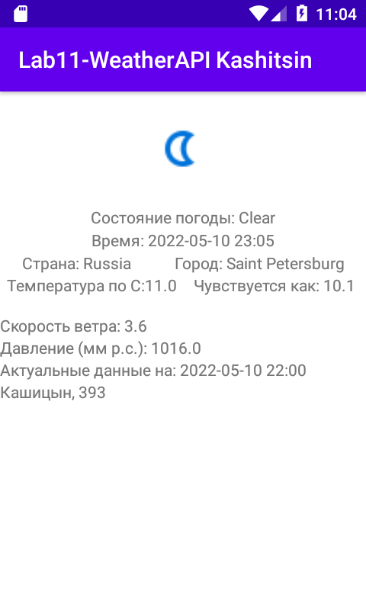 11:04
Lab11-WeatherAPI Kashitsin
Состояние погоды: Clear
Время: 2022-05-10 23:05
Страна: Russia Город: Saint Petersburg
Температура по С:11.0 Чувствуется как: 10.1
Скорость ветра: 3.6
Давление (мм р.с.): 1016.0
Актуальные данные на: 2022-05-10 22:00
Кашицын, 393